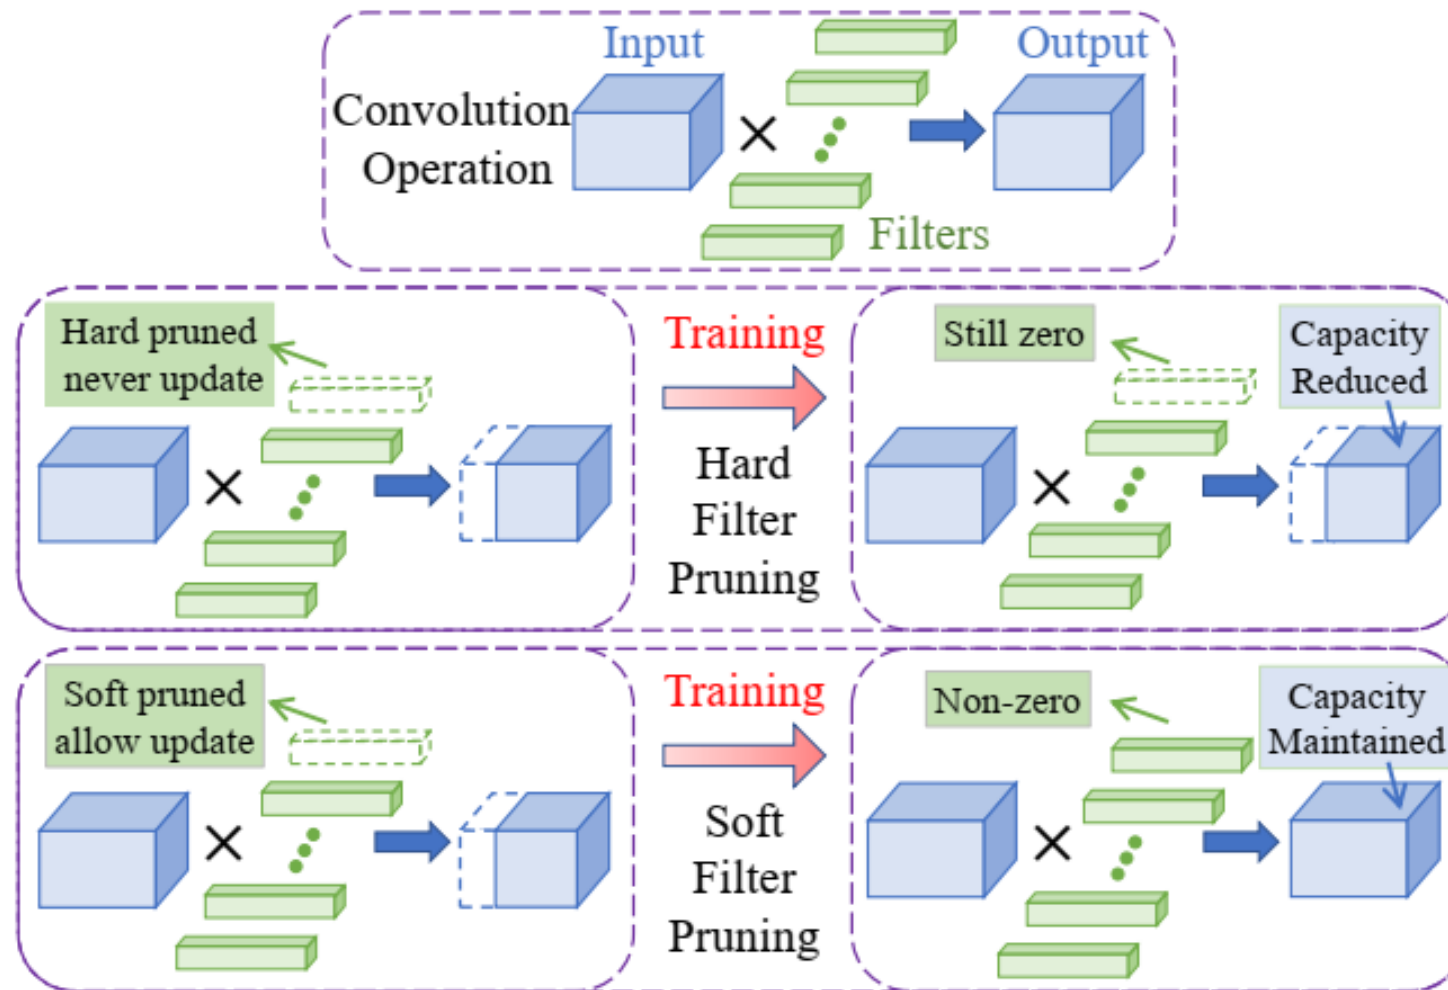 Input
Output
Convolution
Operation
×
Filters
Hard pruned
never update
×
Training
Hard
Filter
Pruning
Still zero
Capacity
Reduced
×
Soft pruned
allow update
×
Training
Soft
Filter
Pruning
Non-zero
Capacity
Maintained
×